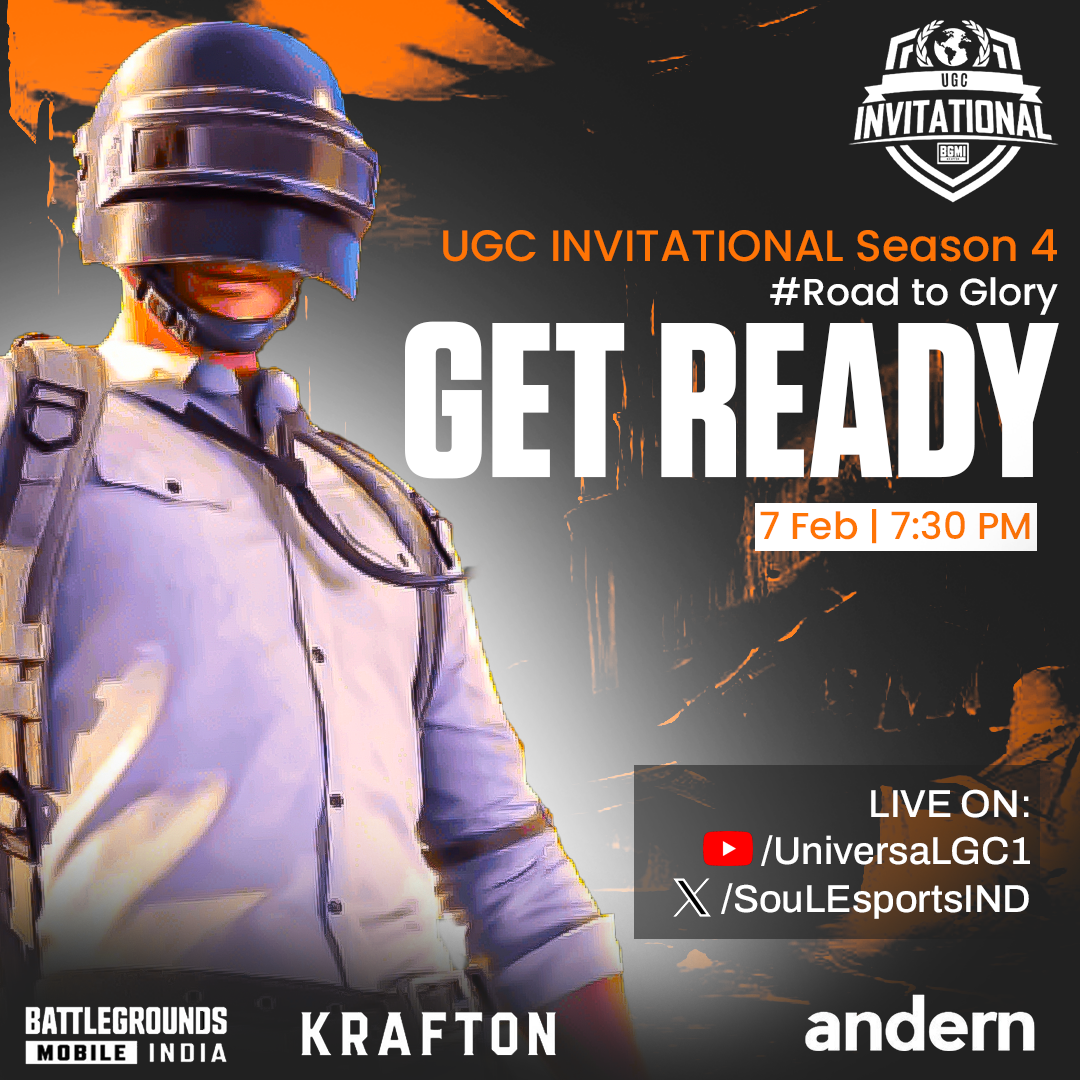 UGC
INVITATIONAL
BGMI
UGC INVITATIONAL Season 4
#Road to Glory
GET READY
7 Feb | 7:30 PM
LIVE ON:
/UniversaLGC1
/SouLEsportsIND
BATTLEGROUNDS
MOBILE INDIA
KRAFTON
andern